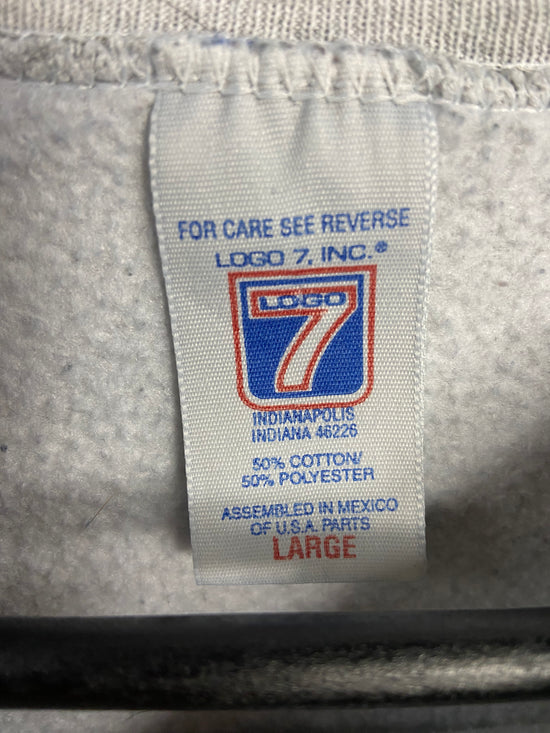 FOR CARE SEE REVERSE
LOGO 7, INC.®
LOGO
7
INDIANAPOLIS
INDIANA 46226
50% COTTON/
50% POLYESTER
ASSEMBLED IN MEXICO
OF U.S.A. PARTS
LARGE